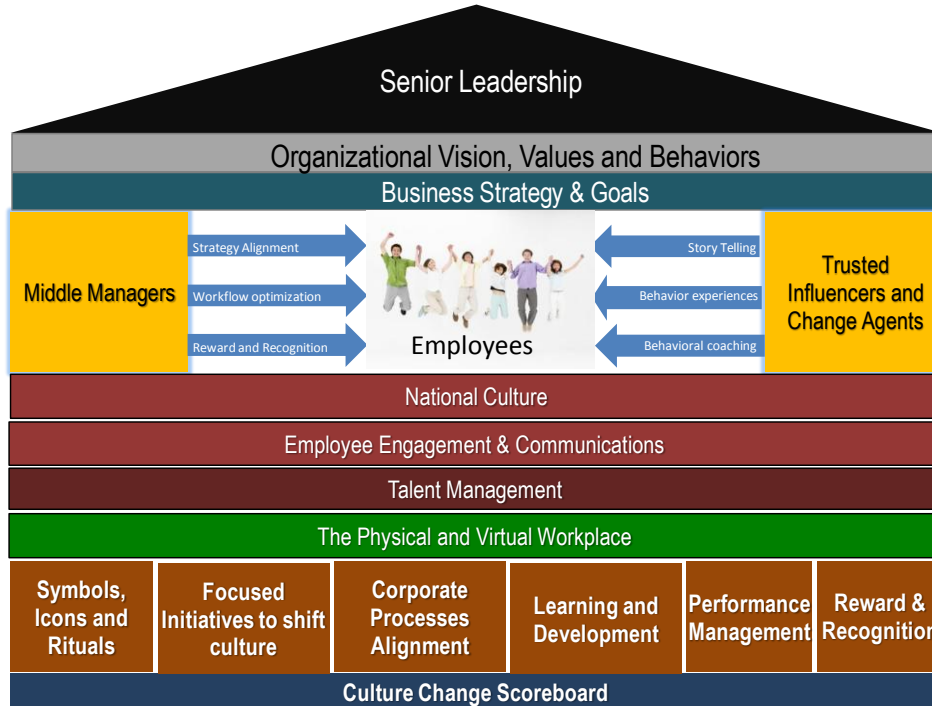 Senior Leadership
Organizational Vision, Values and Behaviors
Business Strategy & Goals
Middle Managers
Strategy Alignment
Workflow optimization
Reward and Recognition
Employees
Story Telling
Behavior experiences
Behavioral coaching
Trusted
Influencers and
Change Agents
National Culture
Employee Engagement & Communications
Talent Management
The Physical and Virtual Workplace
Symbols,
Icons and
Rituals
Focused
Initiatives to shift
culture
Corporate
Processes
Alignment
Learning and
Development
Performance
Management
Reward &
Recognition
Culture Change Scoreboard